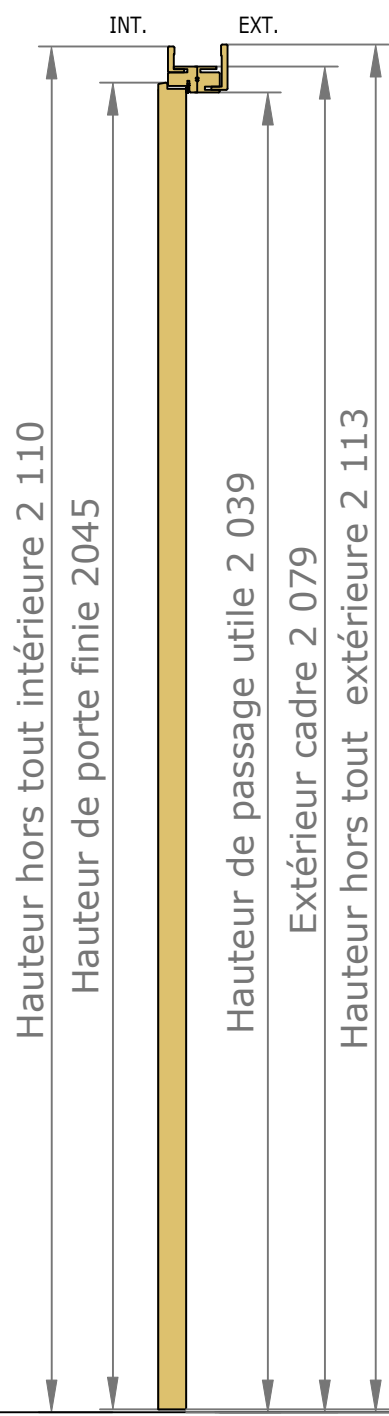 INT.
EXT.
Hauteur hors tout intérieure 2 110
Hauteur de porte finie 2045
Hauteur de passage utile 2 039
Extérieur cadre 2 079
Hauteur hors tout  extérieure 2 113